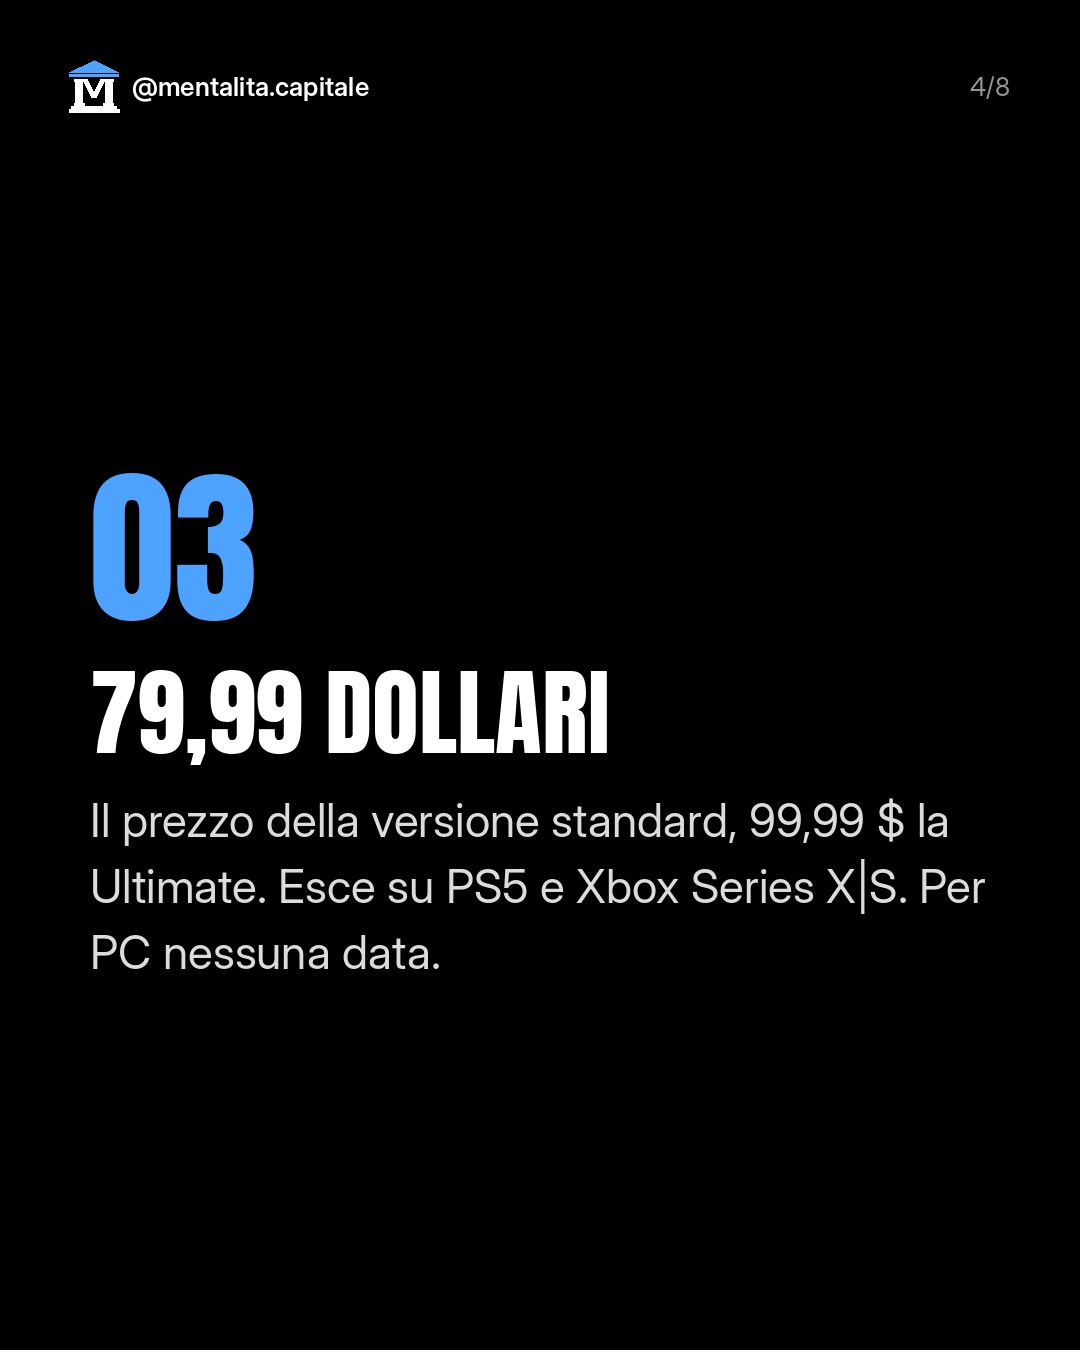 @mentalita.capitale
4/8
03
79,99 DOLLARI
Il prezzo della versione standard, 99,99 $ la
Ultimate. Esce su PS5 e Xbox Series X|S. Per
PC nessuna data.